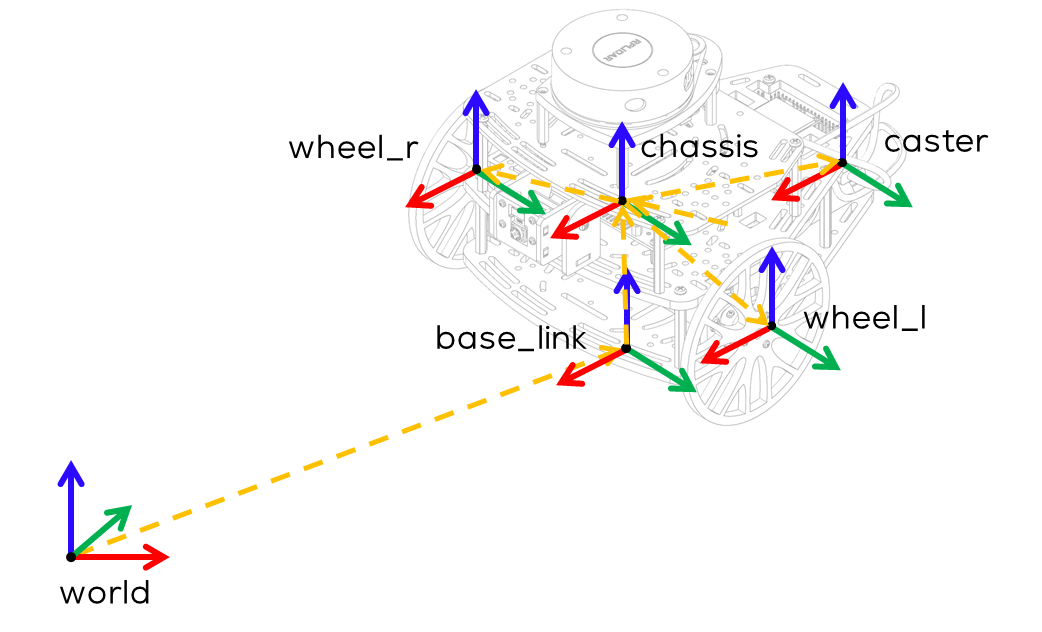 RPLIDAR
wheel_r
chassis
caster
wheel_l
base_link
world